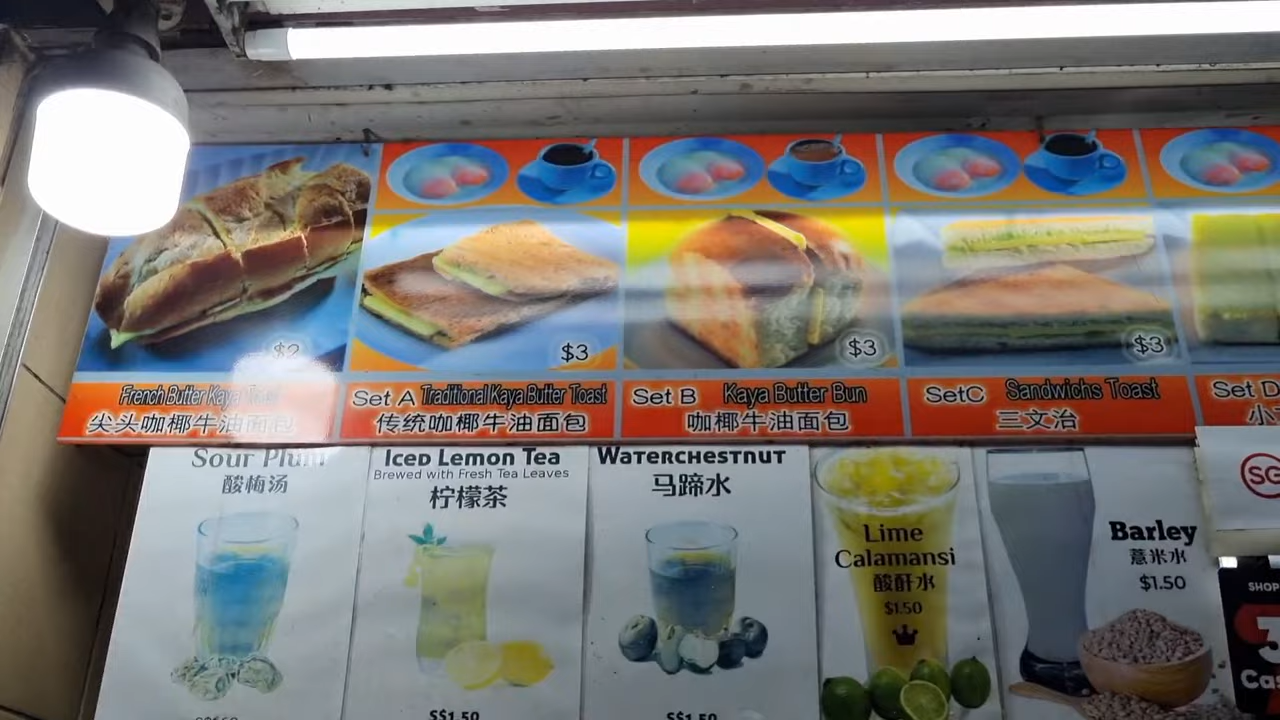 $2
$3
$3
$3
French Butter Kaya Toast
尖头咖椰牛油面包
Set A Traditional Kaya Butter Toast
传统咖椰牛油面包
Set B Kaya Butter Bun
咖椰牛油面包
SetC Sandwichs Toast
三文治
Set D
Sour Plum
酸梅汤
Iced Lemon Tea
Brewed with Fresh Tea Leaves
柠檬茶
S$1.50
Waterchestnut
马蹄水
S$1.50
Lime
Calamansi
酸酣水
$1.50
Barley
薏米水
$1.50
SG
SHOP